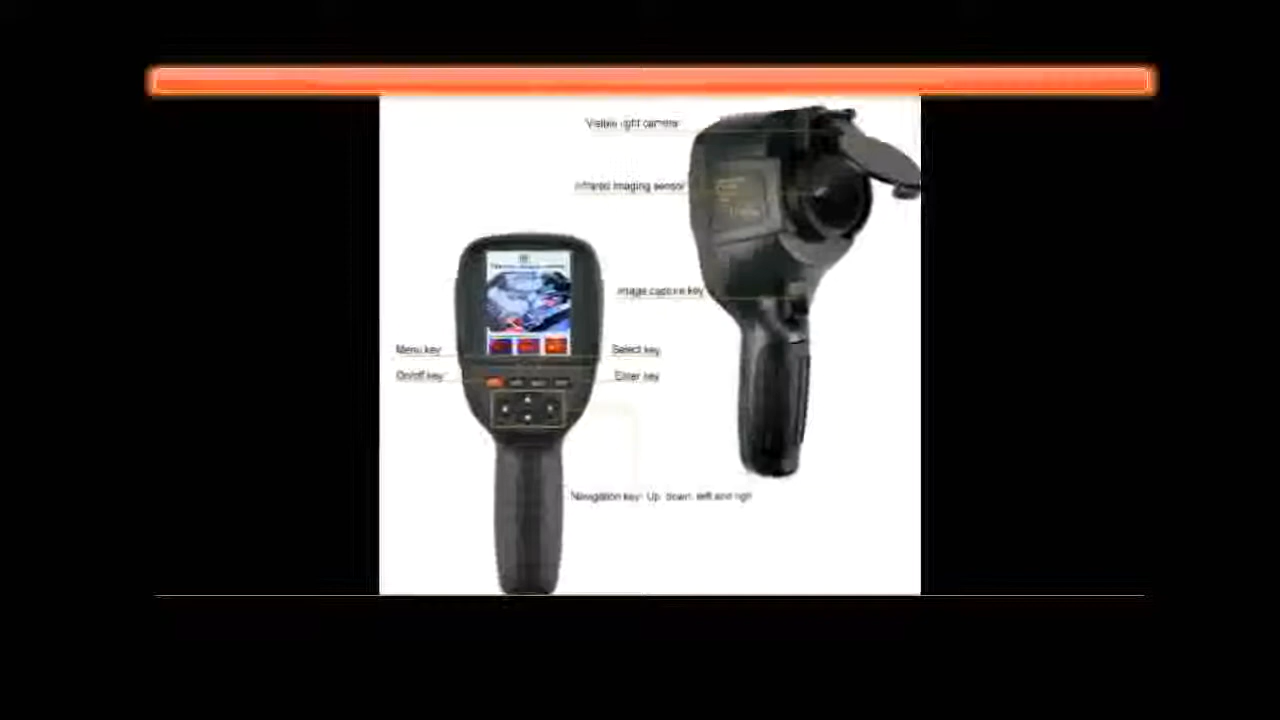 Visible light camera
Infrared imaging sensor
Image capture key
Menu key
Select key
On/off key
Enter key
Navigation key: Up, down, left and right